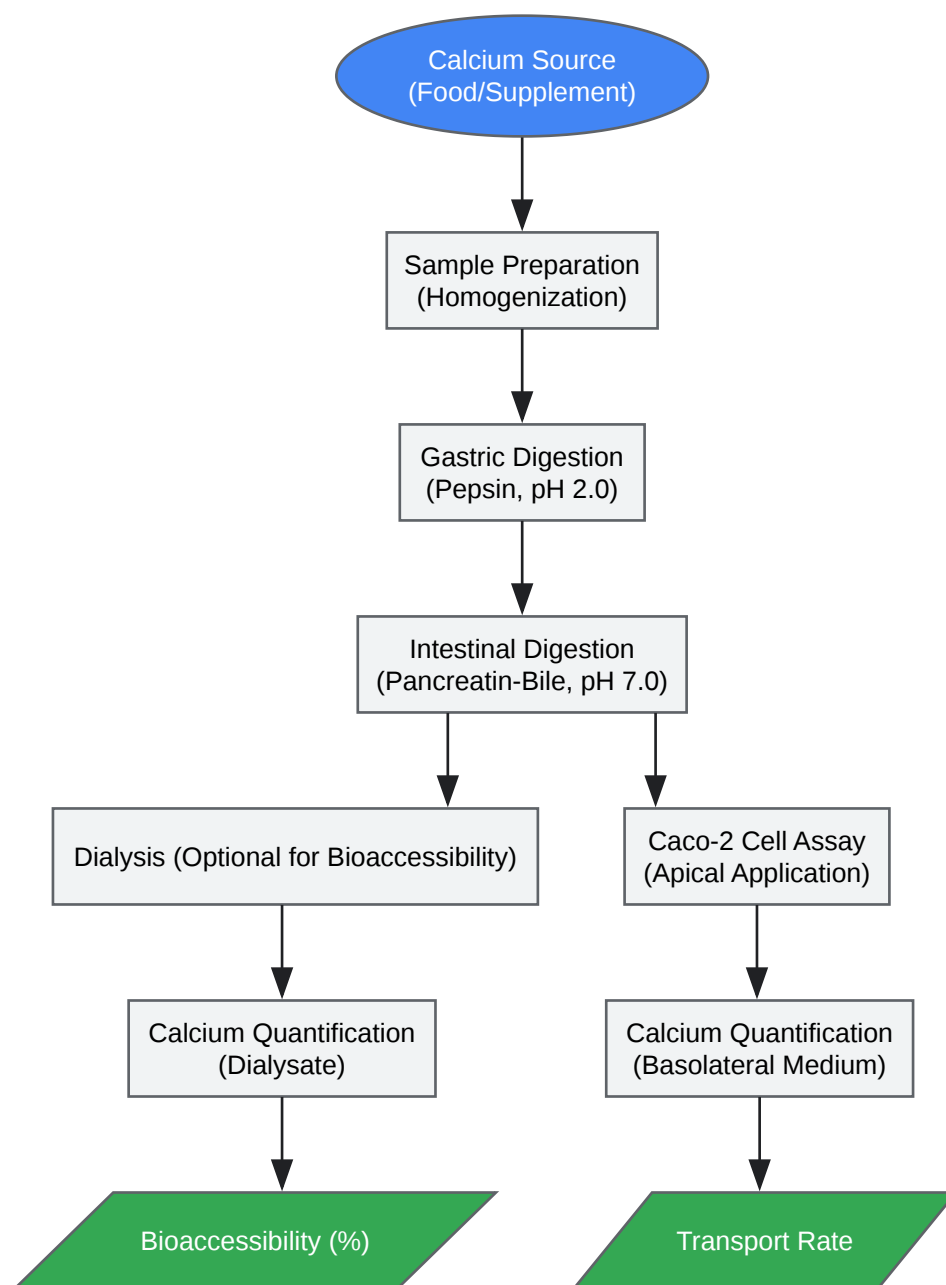 Calcium Source
(Food/Supplement)
Sample Preparation
(Homogenization)
Gastric Digestion
(Pepsin, pH 2.0)
Intestinal Digestion
(Pancreatin-Bile, pH 7.0)
Dialysis (Optional for Bioaccessibility)
Caco-2 Cell Assay
(Apical Application)
Calcium Quantification
(Dialysate)
Calcium Quantification
(Basolateral Medium)
Bioaccessibility (%)
Transport Rate